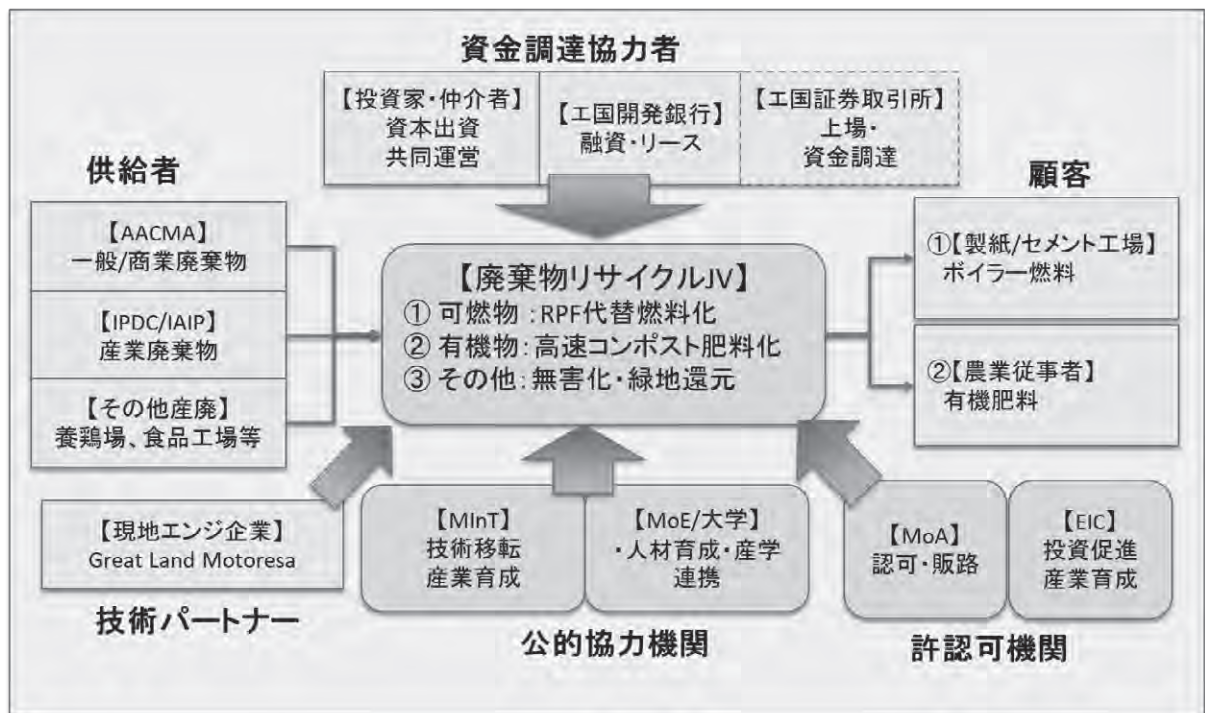 資金調達協力者
【投資家・仲介者】
資本出資
共同運営
【エ国開発銀行】
融資・リース
【エ国証券取引所】
上場・
資金調達
供給者
【AACMA】
一般/商業廃棄物
【IPDC/IAIP】
産業廃棄物
【その他産廃】
養鶏場、食品工場等
【廃棄物リサイクルJV】
① 可燃物:RPF代替燃料化
② 有機物:高速コンポスト肥料化
③ その他:無害化・緑地還元
顧客
①【製紙/セメント工場】
ボイラー燃料
②【農業従事者】
有機肥料
【現地エンジ企業】
Great Land Motoresa
技術パートナー
【MInT】
技術移転
産業育成
【MoE/大学】
・人材育成・産学
連携
公的協力機関
【MoA】
認可・販路
【EIC】
投資促進
産業育成
許認可機関